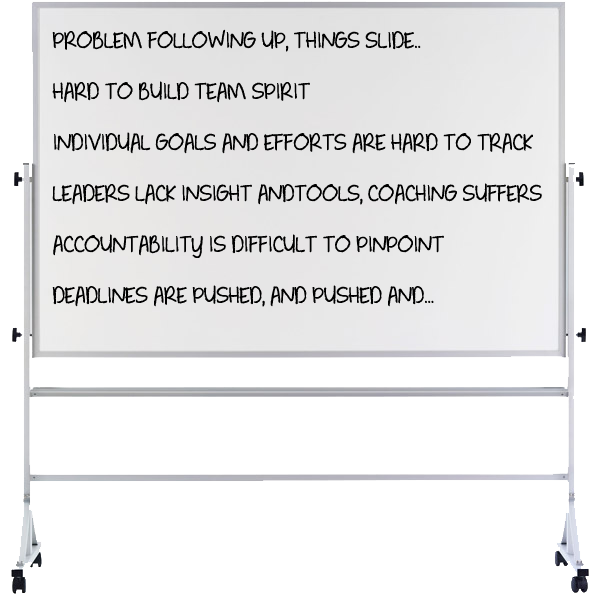 PROBLEM FOLLOWING UP, THINGS SLIDE..
HARD TO BUILD TEAM SPIRIT
INDIVIDUAL GOALS AND EFFORTS ARE HARD TO TRACK
LEADERS LACK INSIGHT ANDTOOLS, COACHING SUFFERS
ACCOUNTABILITY IS DIFFICULT TO PINPOINT
DEADLINES ARE PUSHED, AND PUSHED AND...